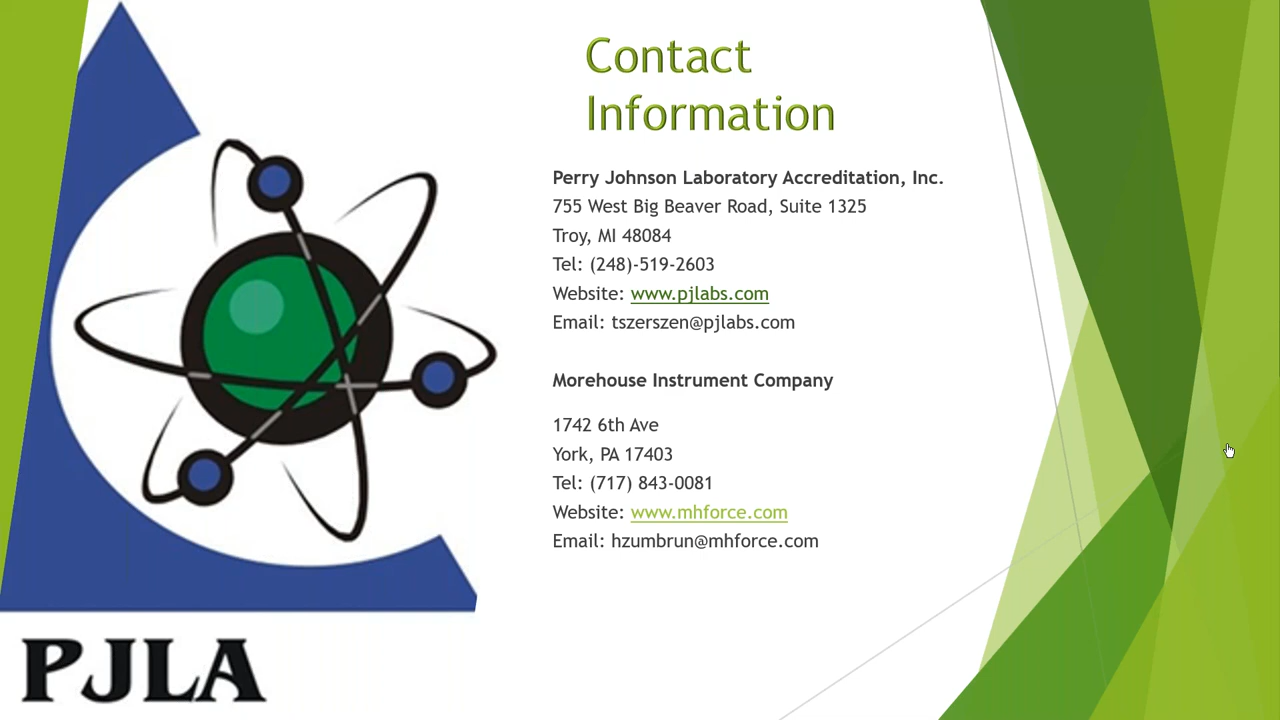 Contact
Information
Perry Johnson Laboratory Accreditation, Inc.
755 West Big Beaver Road, Suite 1325
Troy, MI 48084
Tel: (248)-519-2603
Website: www.pjlabs.com
Email: tszerszen@pjlabs.com
Morehouse Instrument Company
1742 6th Ave
York, PA 17403
Tel: (717) 843-0081
Website: www.mhforce.com
Email: hzumbrun@mhforce.com
PJLA